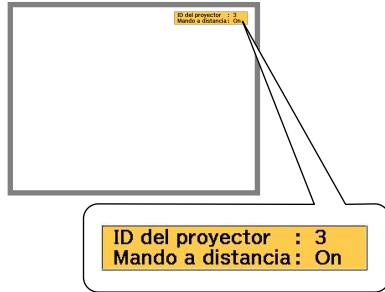 ID del proyector : 3
Mando a distancia: On
ID del proyector : 3
Mando a distancia: On